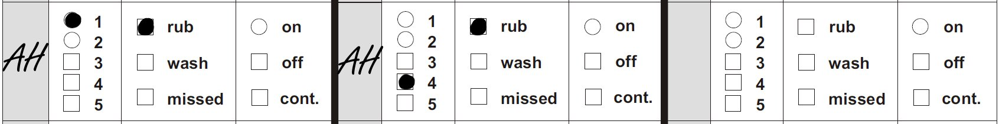 1 rub on
2
AH 3 wash off
4
5 missed cont.
1 rub on
2
AH 3 wash off
4
5 missed cont.
1 rub on
2
3 wash off
4
5 missed cont.